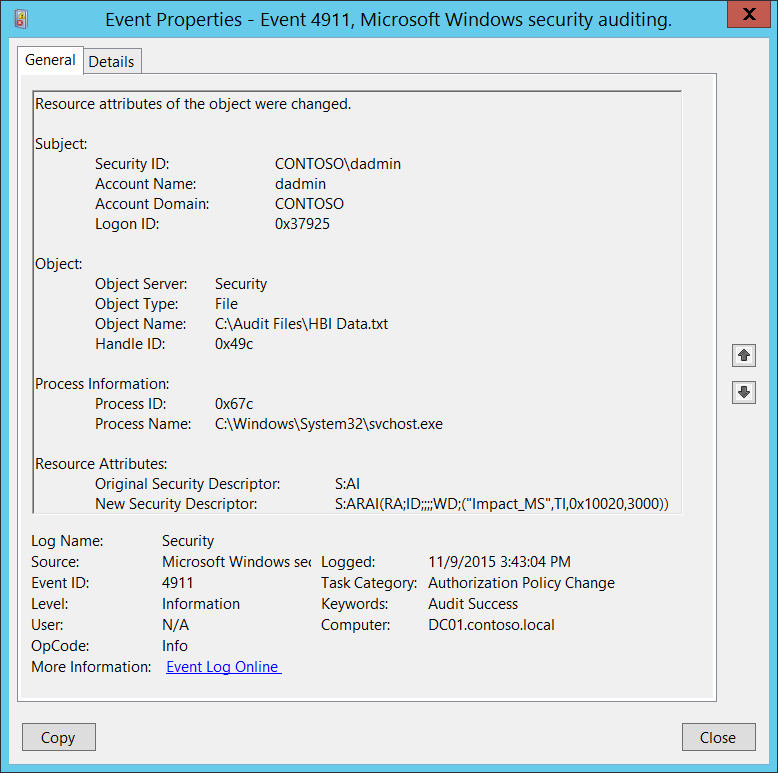 Event Properties - Event 4911, Microsoft Windows security auditing.
General Details
Resource attributes of the object were changed.
Subject:
Security ID: CONTOSO\dadmin
Account Name: dadmin
Account Domain: CONTOSO
Logon ID: 0x37925
Object:
Object Server: Security
Object Type: File
Object Name: C:\Audit Files\HBI Data.txt
Handle ID: 0x49c
Process Information:
Process ID: 0x67c
Process Name: C:\Windows\System32\svchost.exe
Resource Attributes:
Original Security Descriptor: S:AI
New Security Descriptor: S:ARAI(RA;ID;;;;WD;("Impact_MS",TI,0x10020,3000))
Log Name: Security
Source: Microsoft Windows sec Logged: 11/9/2015 3:43:04 PM
Event ID: 4911 Task Category: Authorization Policy Change
Level: Information Keywords: Audit Success
User: N/A Computer: DC01.contoso.local
OpCode: Info
More Information: Event Log Online
Copy Close